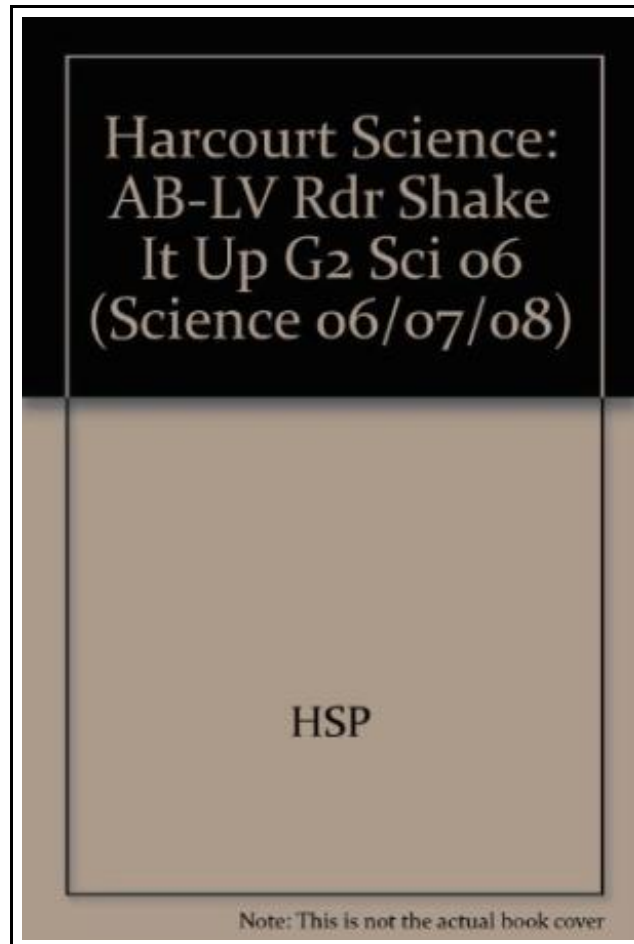 Harcourt Science:
AB-LV Rdr Shake
It Up G2 Sci 06
(Science 06/07/08)
HSP
Note: This is not the actual book cover